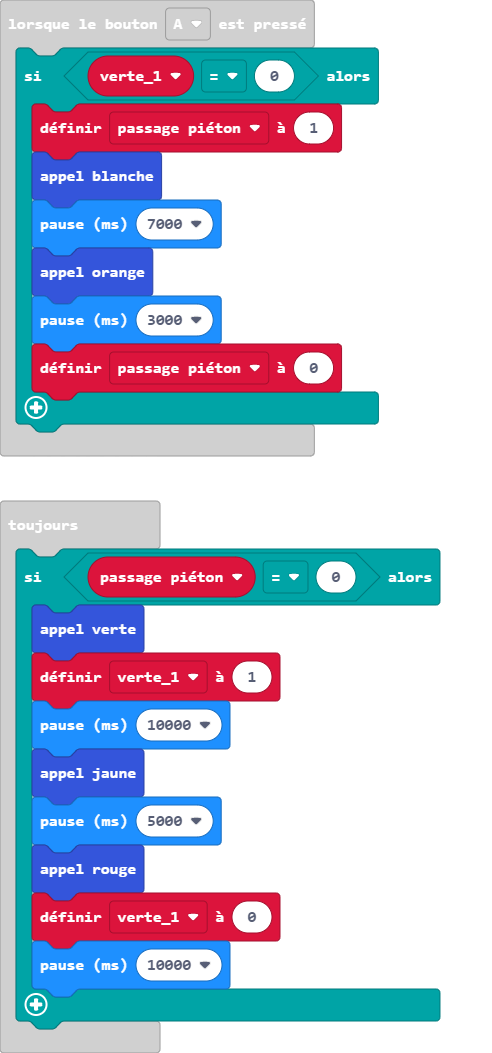 lorsque le bouton A est pressé
si verte_1 = 0 alors
définir passage piéton à 1
appel blanche
pause (ms) 7000
appel orange
pause (ms) 3000
définir passage piéton à 0
toujours
si passage piéton = 0 alors
appel verte
définir verte_1 à 1
pause (ms) 10000
appel jaune
pause (ms) 5000
appel rouge
définir verte_1 à 0
pause (ms) 10000